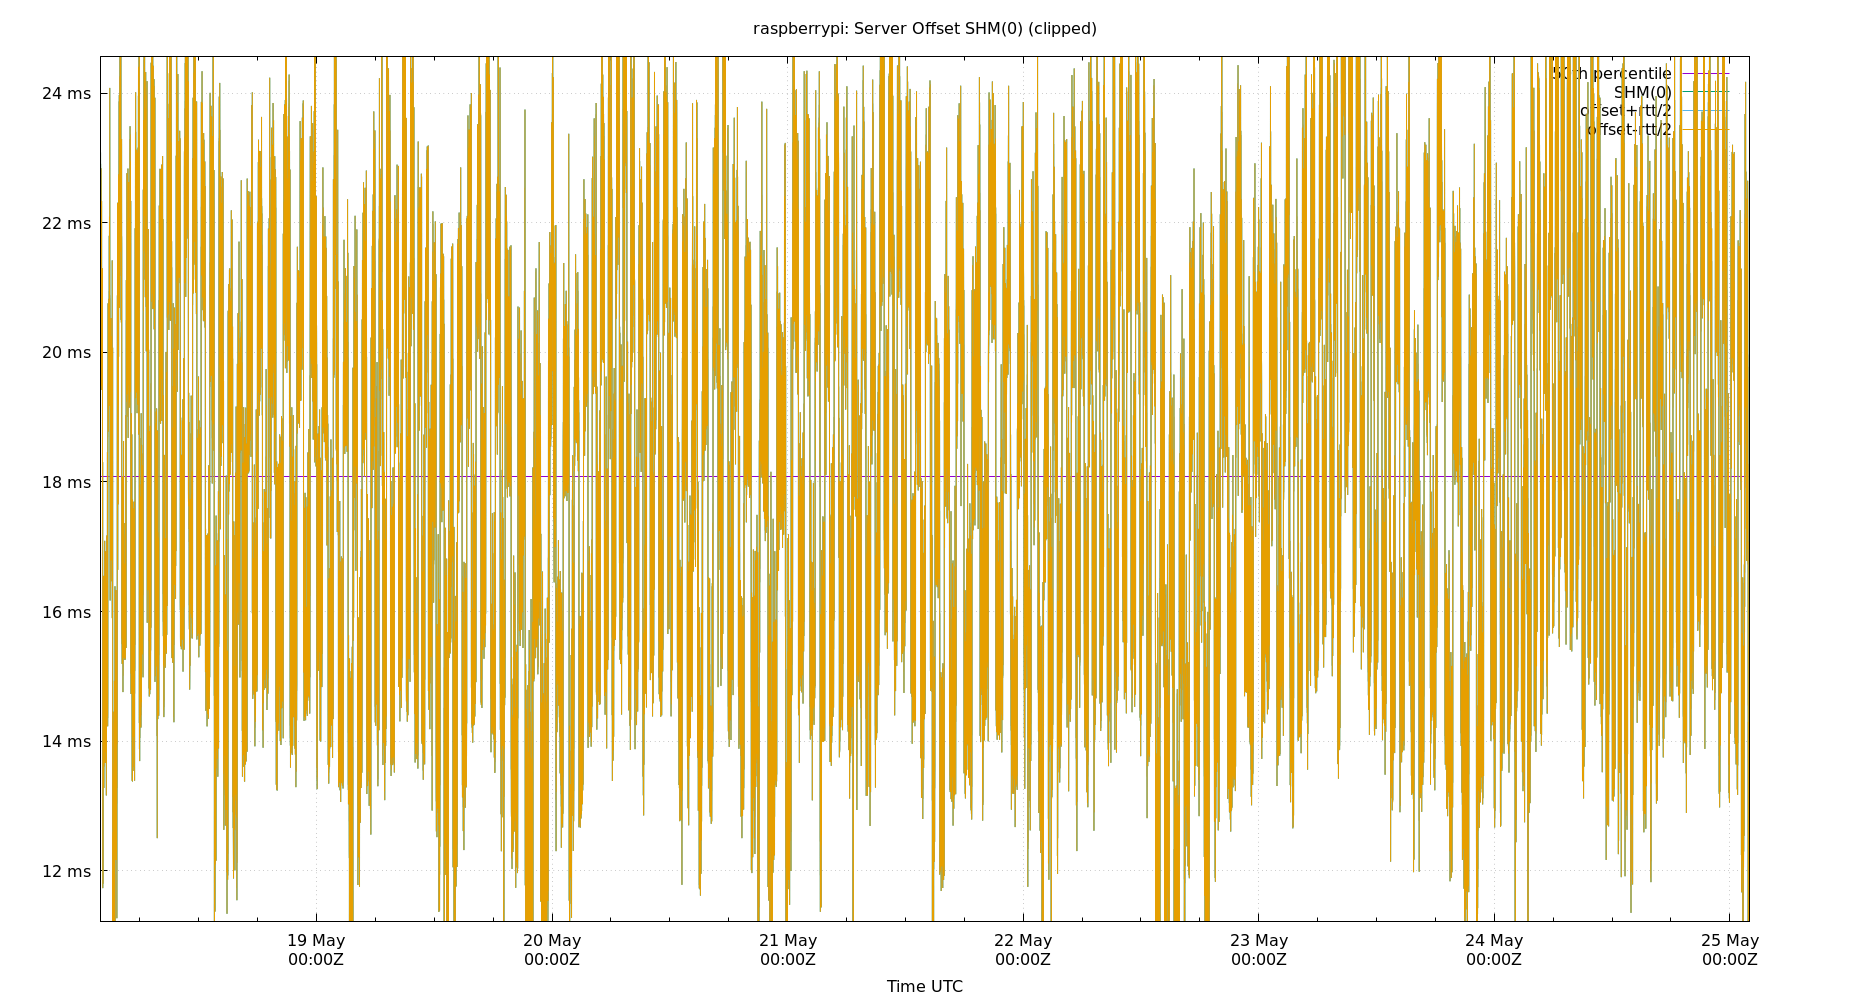 raspberrypi: Server Offset SHM(0) (clipped)
50th percentile
SHM(0)
offset+rtt/2
offset-rtt/2
24 ms
22 ms
20 ms
18 ms
16 ms
14 ms
12 ms
19 May 20 May 21 May 22 May 23 May 24 May 25 May
00:00Z 00:00Z 00:00Z 00:00Z 00:00Z 00:00Z 00:00Z
Time UTC